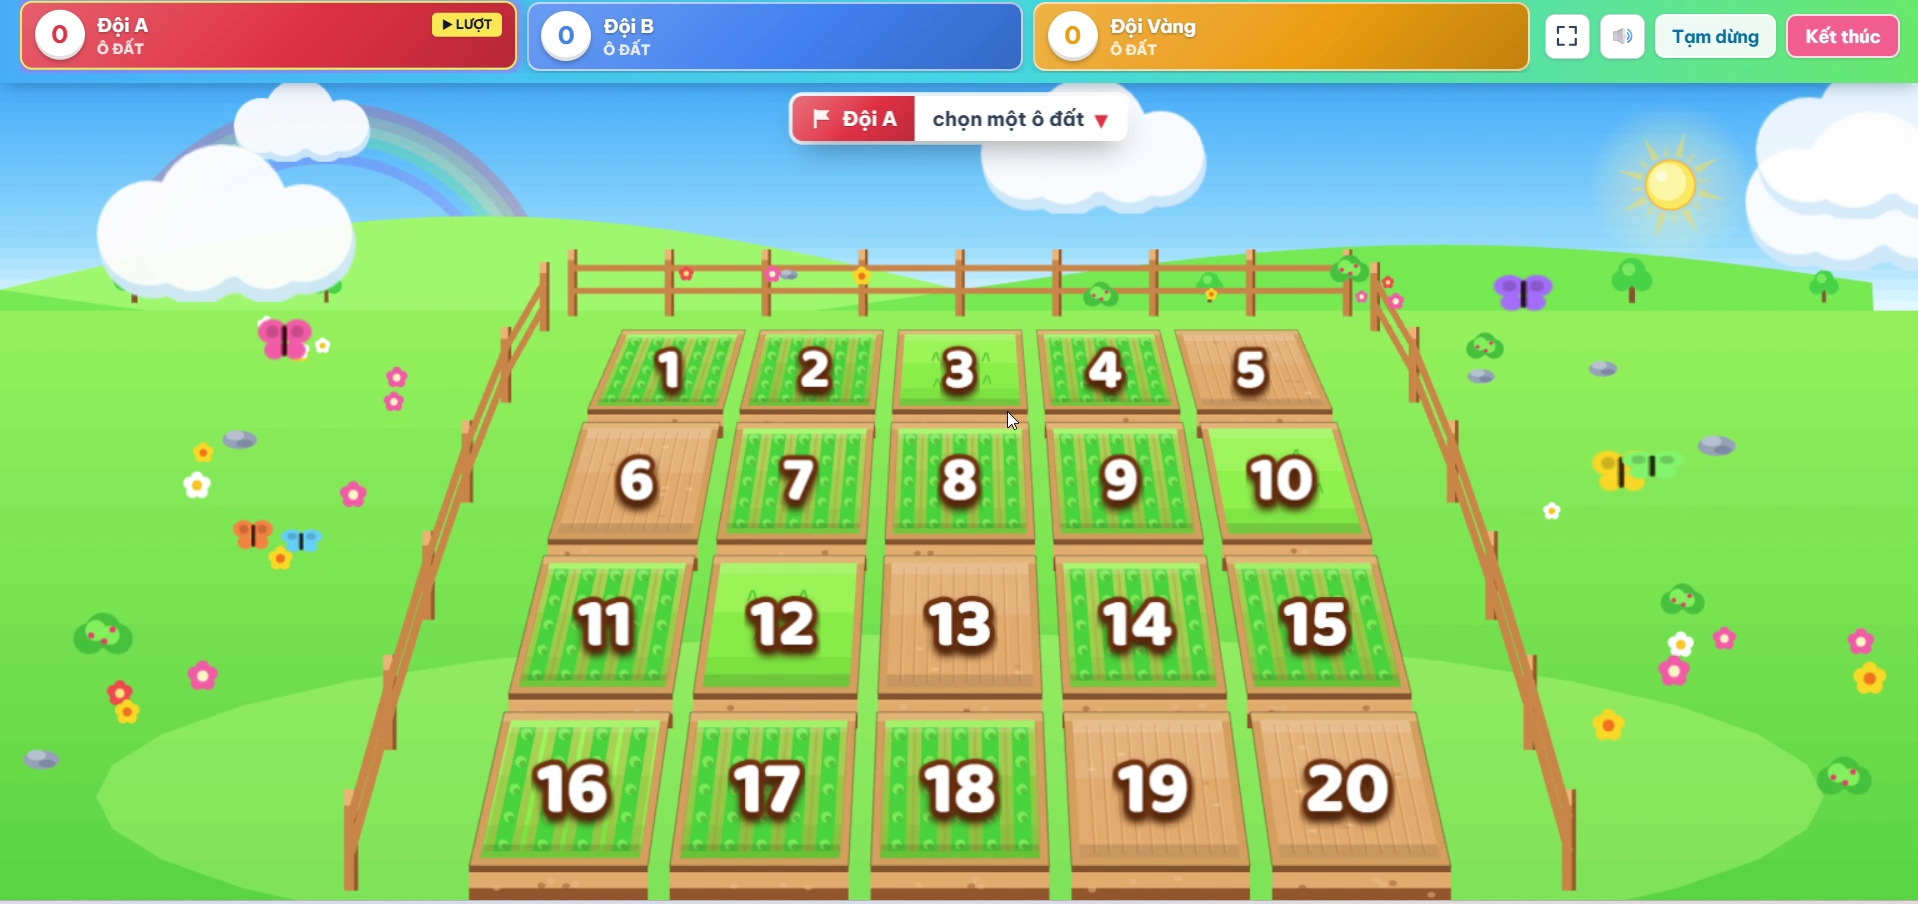 0
Đội A
Ô ĐẤT
▶ LƯỢT
0
Đội B
Ô ĐẤT
0
Đội Vàng
Ô ĐẤT
Tạm dừng
Kết thúc
Đội A chọn một ô đất ▼
1 2 3 4 5
6 7 8 9 10
11 12 13 14 15
16 17 18 19 20